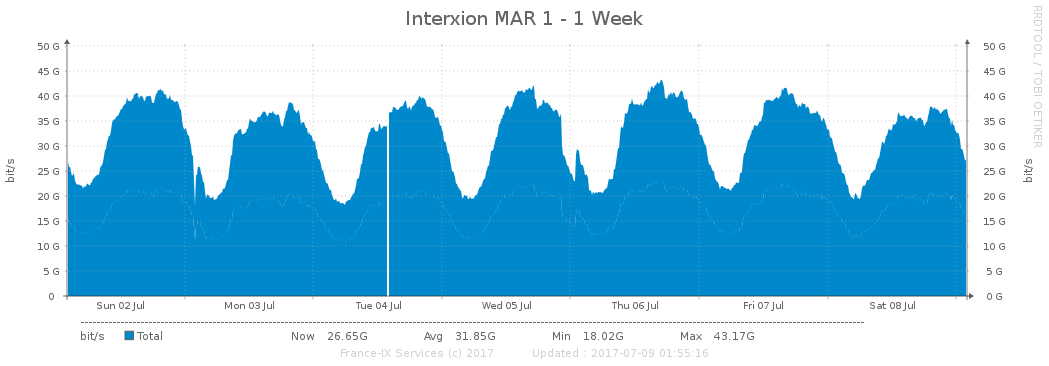 Interxion MAR 1 - 1 Week
RRDTOOL / TOBI OETIKER
50 G 50 G
45 G 45 G
40 G 40 G
35 G 35 G
30 G 30 G
25 G 25 G
20 G 20 G
15 G 15 G
10 G 10 G
5 G 5 G
0 0 G
bit/s
bit/s
Sun 02 Jul Mon 03 Jul Tue 04 Jul Wed 05 Jul Thu 06 Jul Fri 07 Jul Sat 08 Jul
bit/s Total Now 26.65G Avg 31.85G Min 18.02G Max 43.17G
France-IX Services (c) 2017 Updated : 2017-07-09 01:55:16